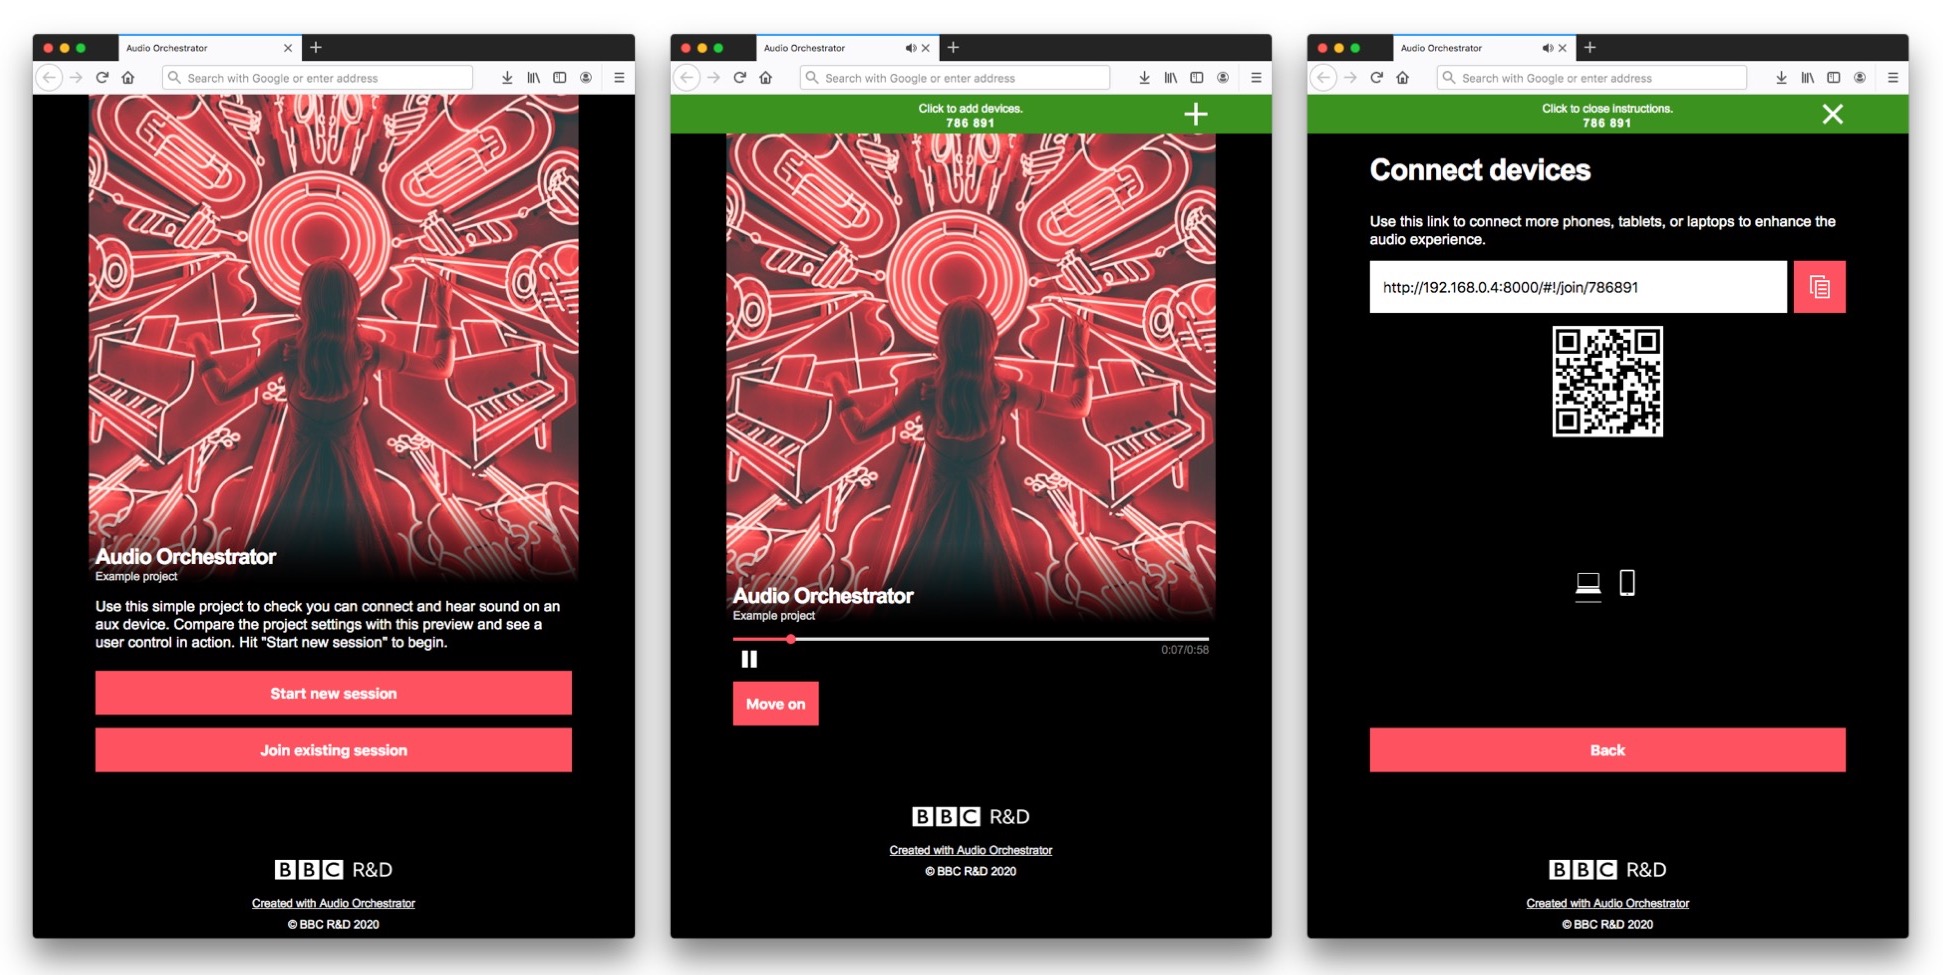 Audio Orchestrator
Search with Google or enter address
Audio Orchestrator
Example project
Use this simple project to check you can connect and hear sound on an
aux device. Compare the project settings with this preview and see a
user control in action. Hit "Start new session" to begin.
Start new session
Join existing session
BBC R&D
Created with Audio Orchestrator
© BBC R&D 2020
Audio Orchestrator
Search with Google or enter address
Click to add devices.
786 891
Audio Orchestrator
Example project
0:07/0:58
Move on
BBC R&D
Created with Audio Orchestrator
© BBC R&D 2020
Audio Orchestrator
Search with Google or enter address
Click to close instructions.
786 891
Connect devices
Use this link to connect more phones, tablets, or laptops to enhance the
audio experience.
http://192.168.0.4:8000/#!/join/786891
Back
BBC R&D
Created with Audio Orchestrator
© BBC R&D 2020